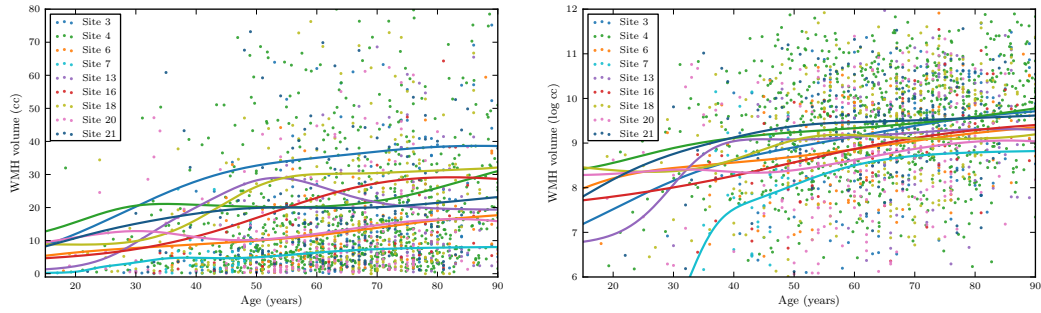 80
70
60
50
40
30
20
10
0
WMH volume (cc)
Site 3
Site 4
Site 6
Site 7
Site 13
Site 16
Site 18
Site 20
Site 21
20 30 40 50 60 70 80 90
Age (years)
12
11
10
9
8
7
6
WMH volume (log cc)
Site 3
Site 4
Site 6
Site 7
Site 13
Site 16
Site 18
Site 20
Site 21
20 30 40 50 60 70 80 90
Age (years)